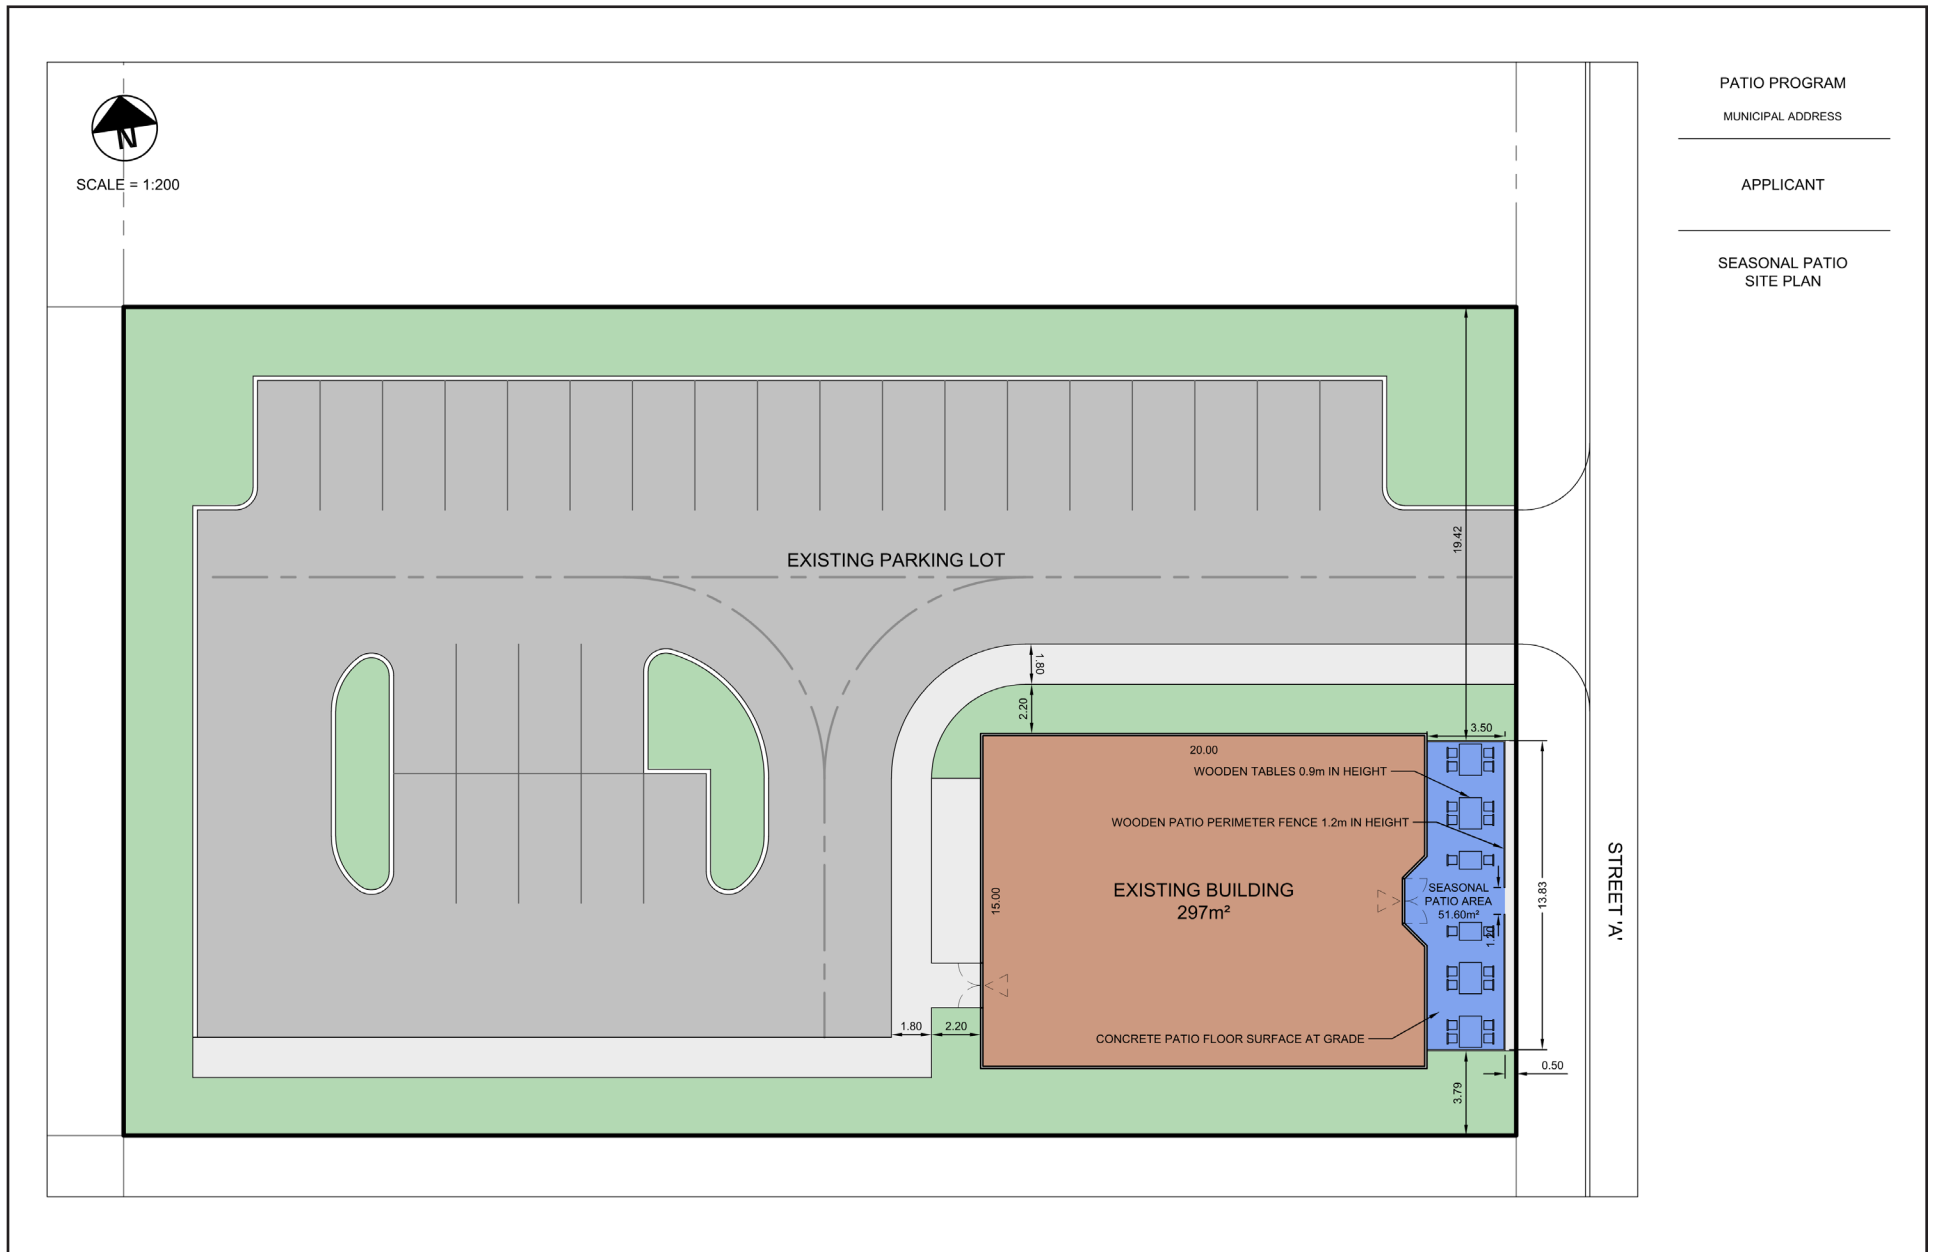 PATIO PROGRAM
MUNICIPAL ADDRESS
APPLICANT
SEASONAL PATIO
SITE PLAN
N
SCALE = 1:200
EXISTING PARKING LOT
19.42
1.80
2.20
3.50
20.00
WOODEN TABLES 0.9m IN HEIGHT
WOODEN PATIO PERIMETER FENCE 1.2m IN HEIGHT
EXISTING BUILDING
297m²
15.00
SEASONAL
PATIO AREA
51.60m²
1.20
13.83
STREET 'A'
1.80
2.20
CONCRETE PATIO FLOOR SURFACE AT GRADE
0.50
3.79